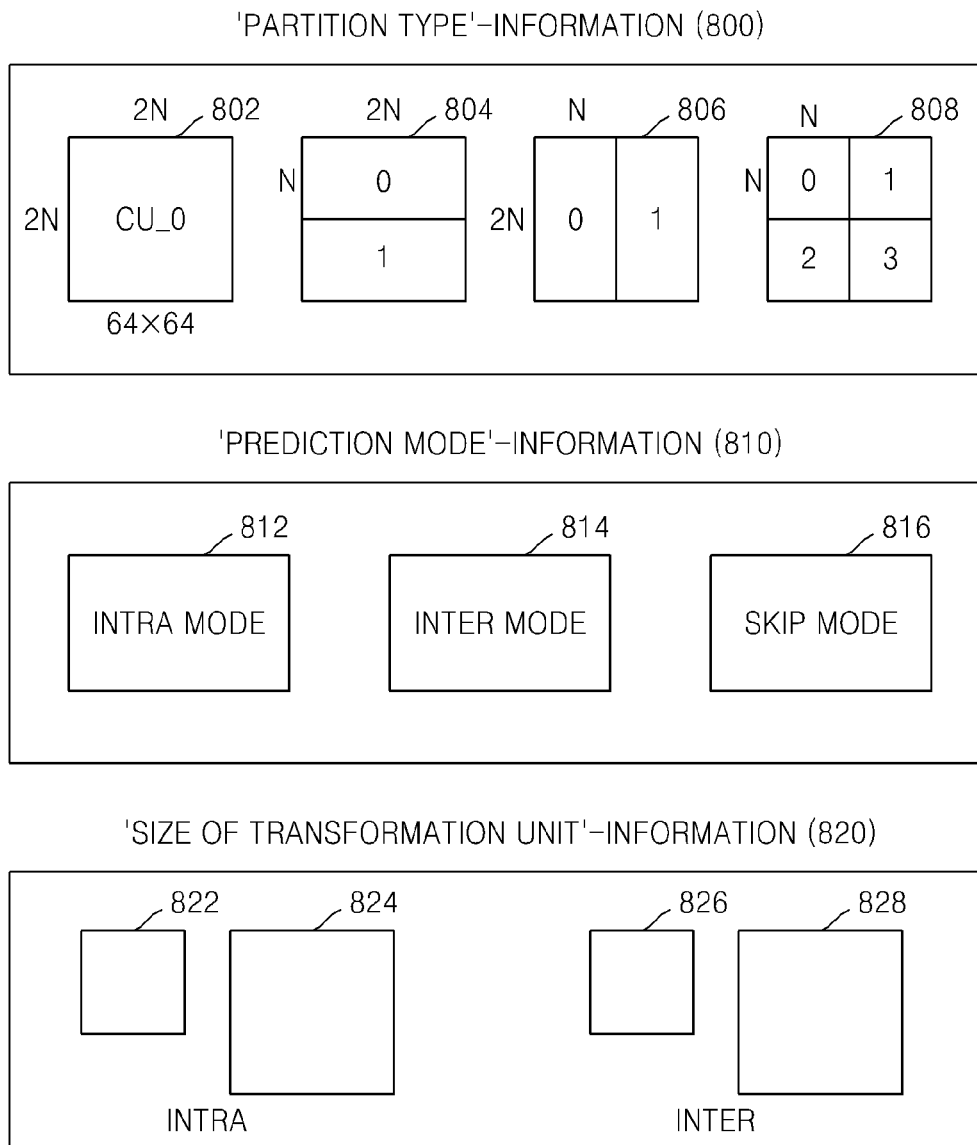 'PARTITION TYPE'-INFORMATION (800)
2N 802 2N 804 N 806 N 808
2N CU_0 N 0 2N 0 1 N 0 1
1 2 3
64×64
'PREDICTION MODE'-INFORMATION (810)
812 814 816
INTRA MODE INTER MODE SKIP MODE
'SIZE OF TRANSFORMATION UNIT'-INFORMATION (820)
822 824 826 828
INTRA INTER